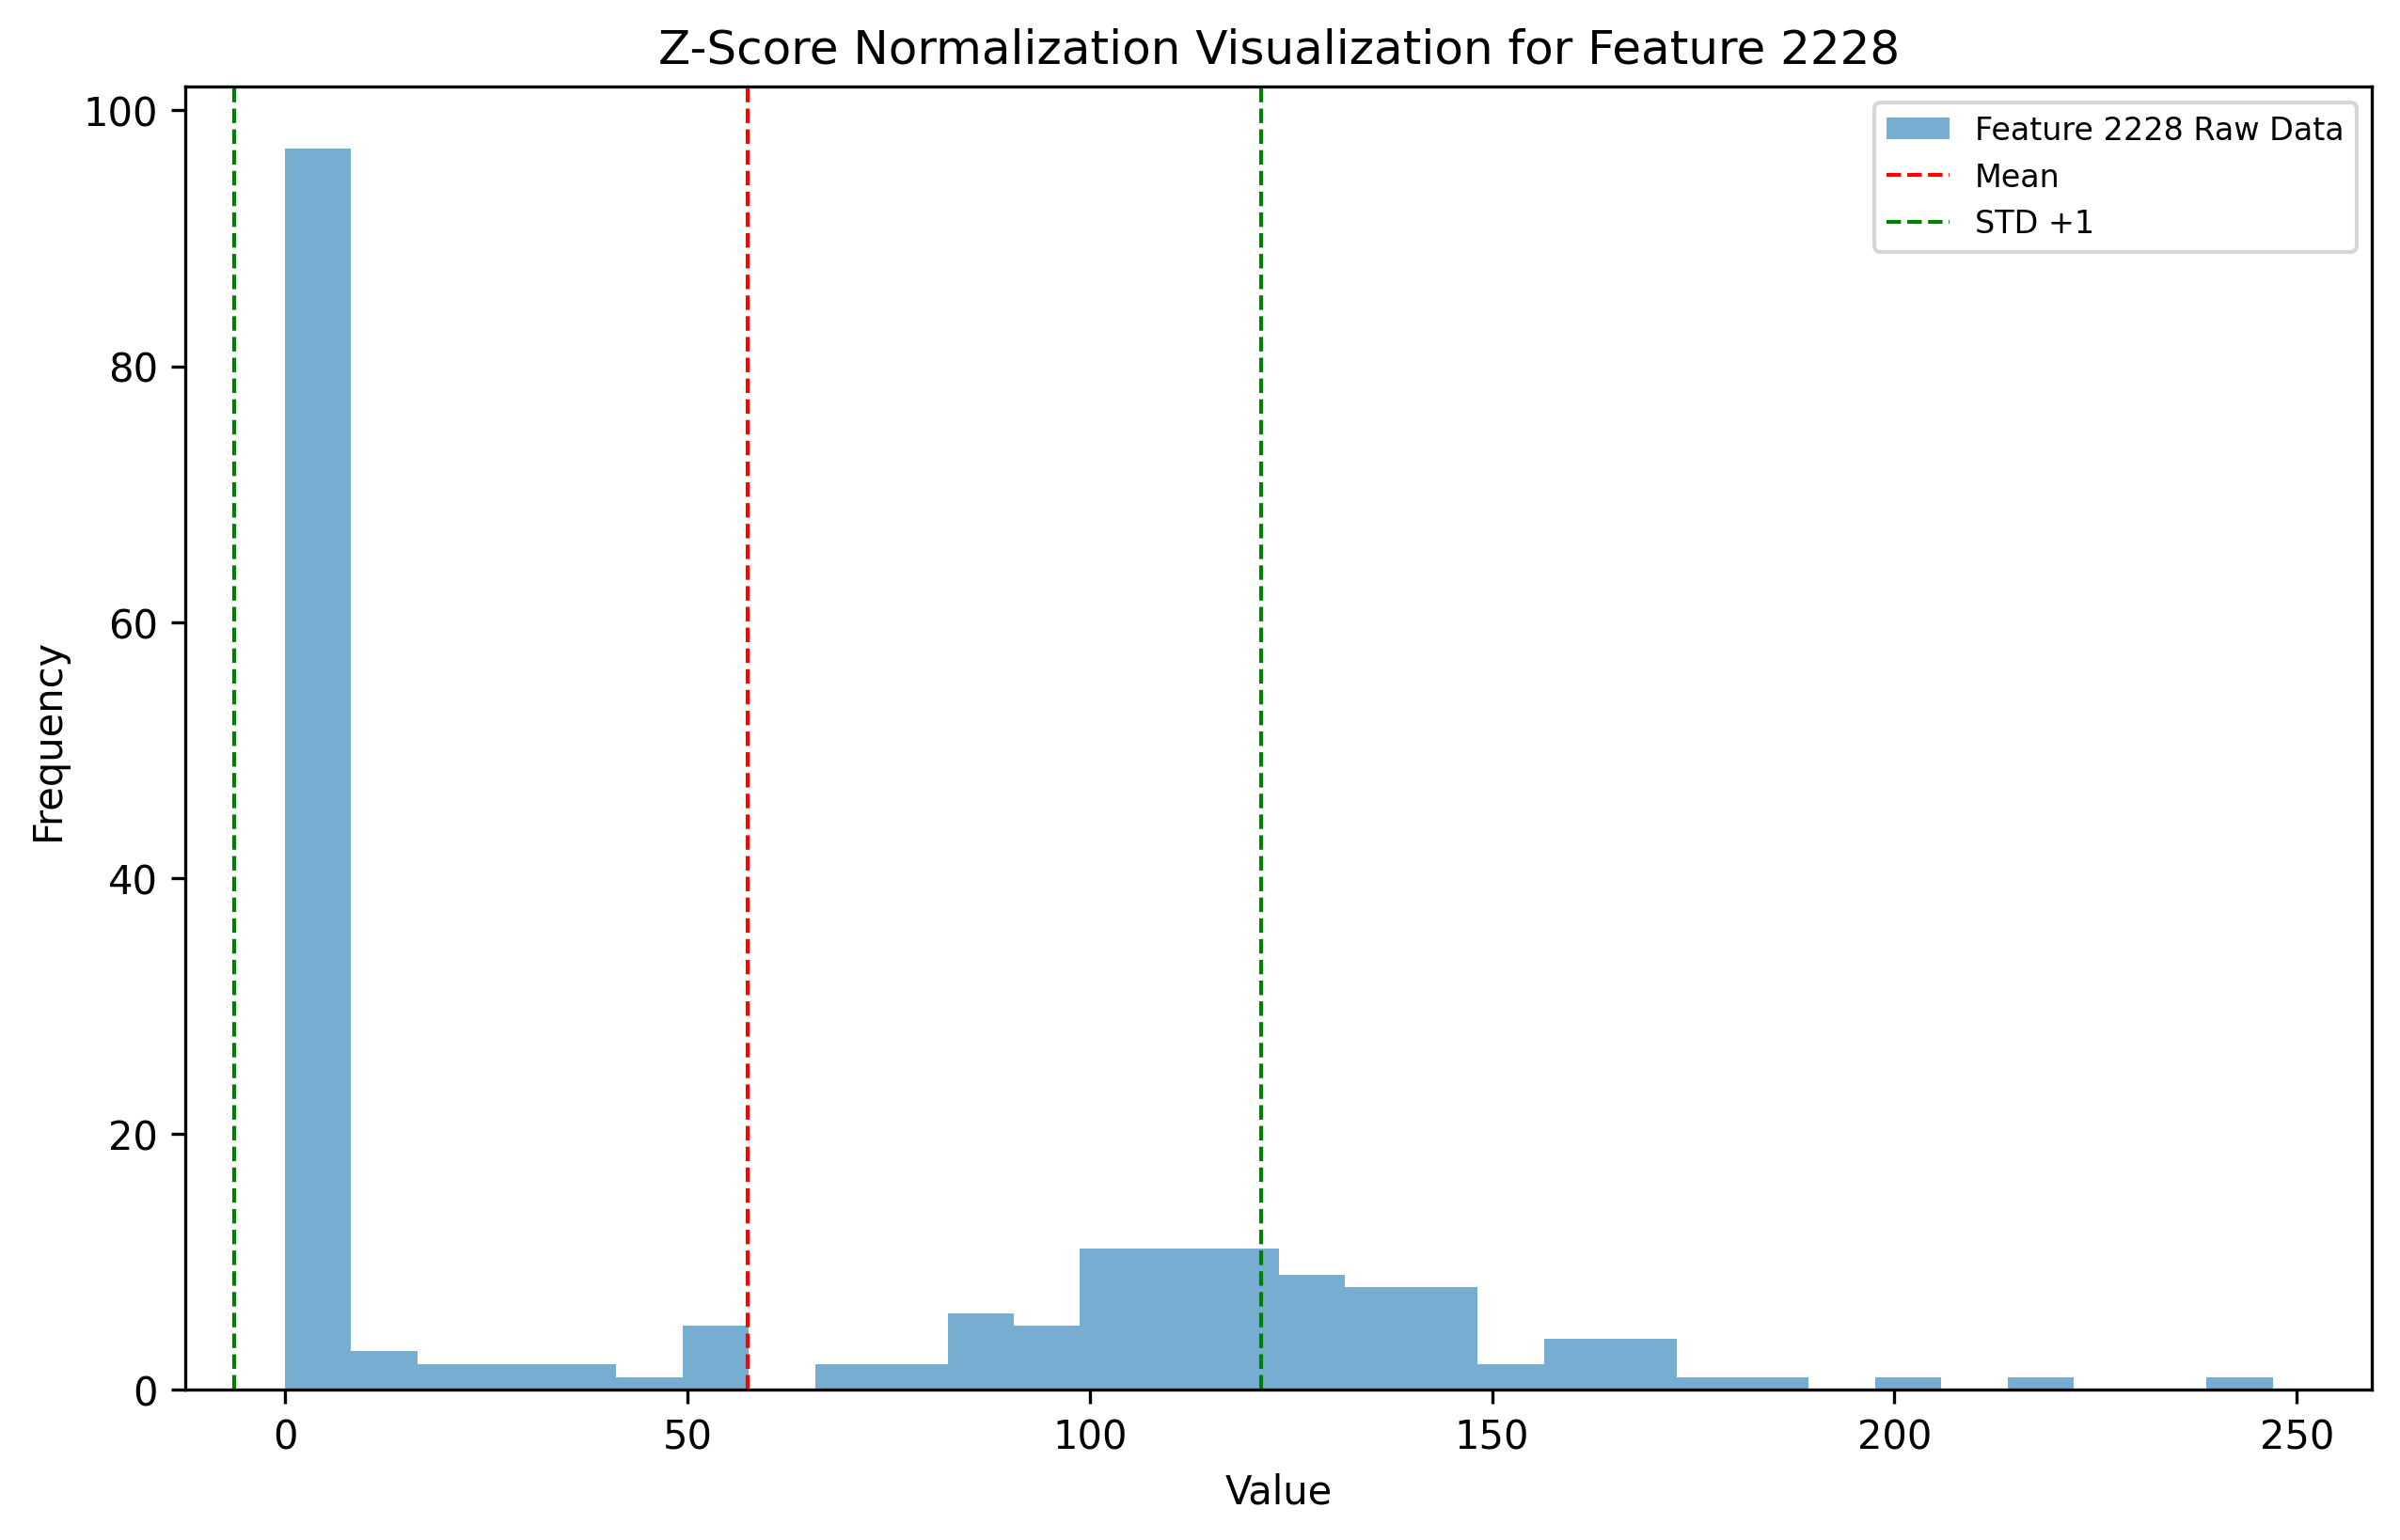 Z-Score Normalization Visualization for Feature 2228
Feature 2228 Raw Data
Mean
STD +1
100
80
60
40
20
0
Frequency
0 50 100 150 200 250
Value